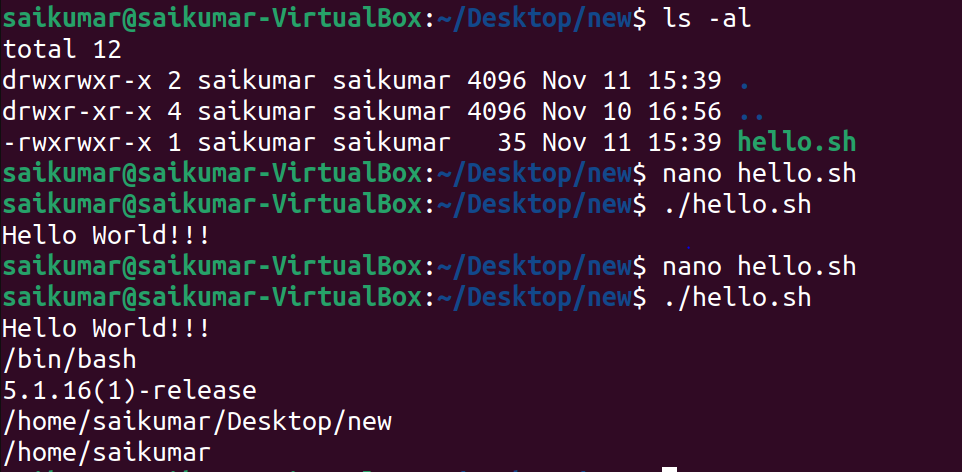 saikumar@saikumar-VirtualBox:~/Desktop/new$ ls -al
total 12
drwxrwxr-x 2 saikumar saikumar 4096 Nov 11 15:39 .
drwxr-xr-x 4 saikumar saikumar 4096 Nov 10 16:56 ..
-rwxrwxr-x 1 saikumar saikumar   35 Nov 11 15:39 hello.sh
saikumar@saikumar-VirtualBox:~/Desktop/new$ nano hello.sh
saikumar@saikumar-VirtualBox:~/Desktop/new$ ./hello.sh
Hello World!!!
saikumar@saikumar-VirtualBox:~/Desktop/new$ nano hello.sh
saikumar@saikumar-VirtualBox:~/Desktop/new$ ./hello.sh
Hello World!!!
/bin/bash
5.1.16(1)-release
/home/saikumar/Desktop/new
/home/saikumar